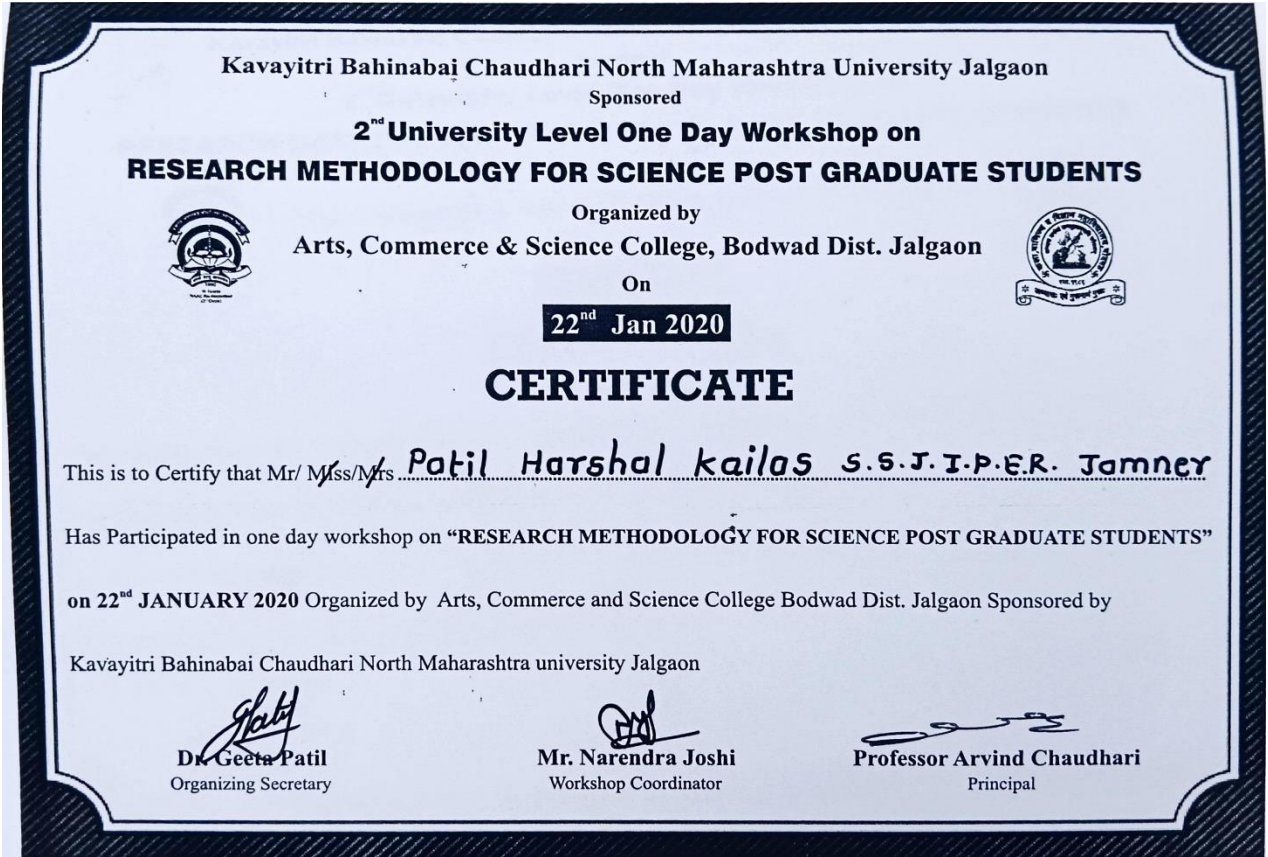 Kavayitri Bahinabai Chaudhari North Maharashtra University Jalgaon
Sponsored
2nd University Level One Day Workshop on
RESEARCH METHODOLOGY FOR SCIENCE POST GRADUATE STUDENTS
Organized by
Arts, Commerce & Science College, Bodwad Dist. Jalgaon
On
22nd Jan 2020
CERTIFICATE
This is to Certify that Mr/ Miss/Mrs Patil Harshal kailas S.S.J.I.P.E.R. Jamner
Has Participated in one day workshop on “RESEARCH METHODOLOGY FOR SCIENCE POST GRADUATE STUDENTS”
on 22nd JANUARY 2020 Organized by Arts, Commerce and Science College Bodwad Dist. Jalgaon Sponsored by
Kavayitri Bahinabai Chaudhari North Maharashtra university Jalgaon
Dr. Geeta Patil
Organizing Secretary
Mr. Narendra Joshi
Workshop Coordinator
Professor Arvind Chaudhari
Principal